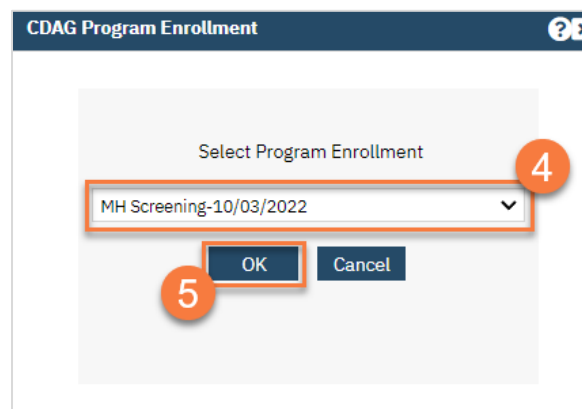 CDAG Program Enrollment ?
Select Program Enrollment
4
MH Screening-10/03/2022
OK Cancel
5